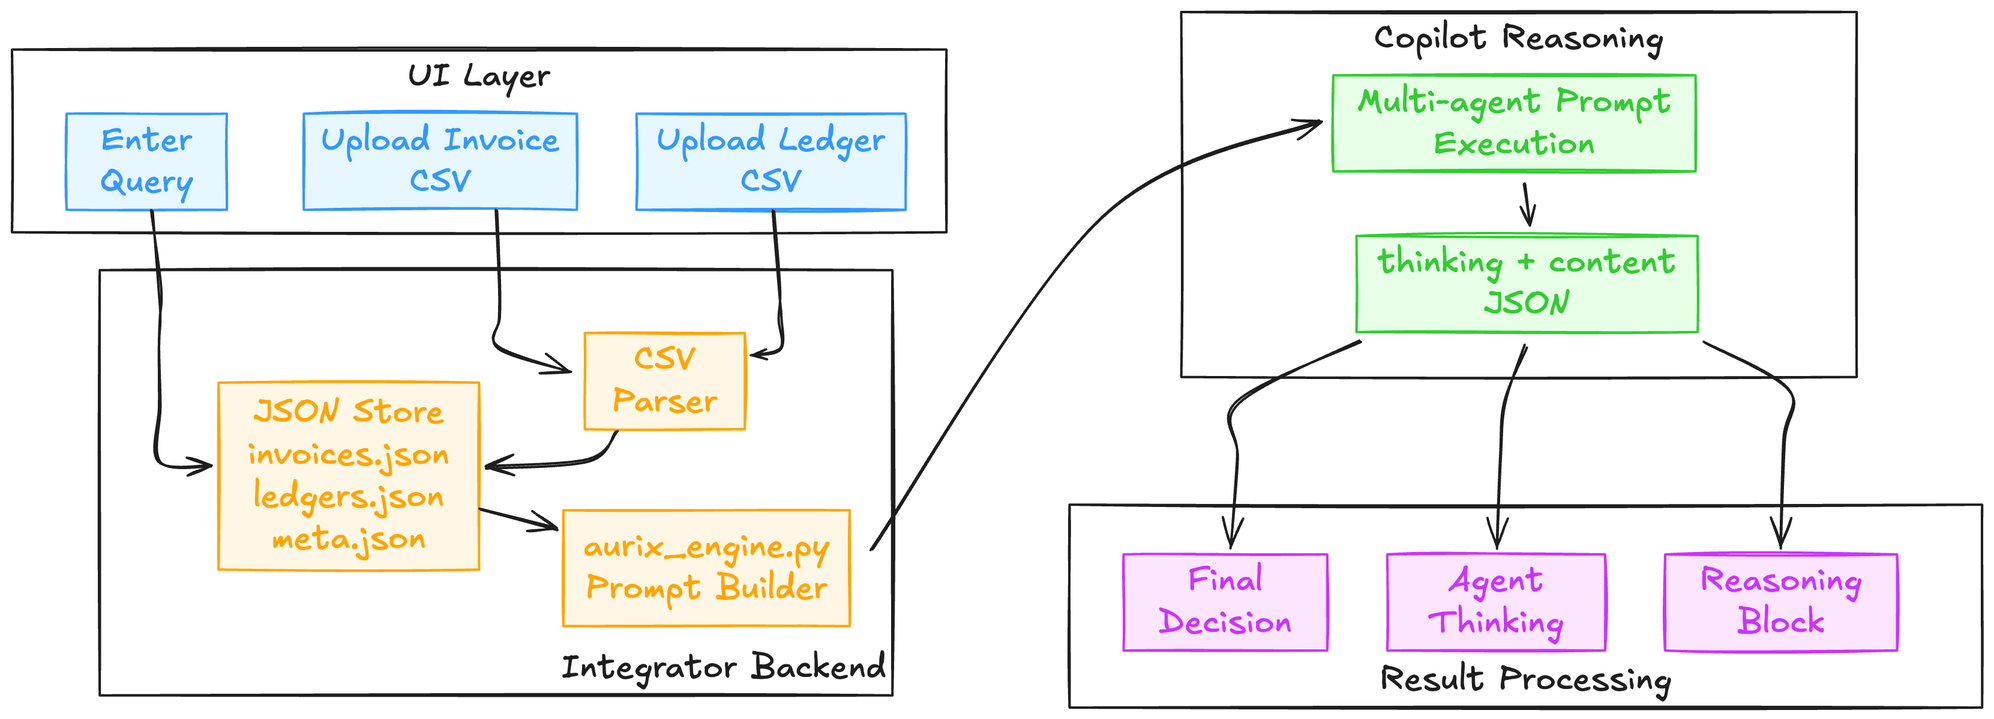 UI Layer
Enter
Query
Upload Invoice
CSV
Upload Ledger
CSV
CSV
Parser
JSON Store
invoices.json
ledgers.json
meta.json
aurix_engine.py
Prompt Builder
Integrator Backend
Copilot Reasoning
Multi-agent Prompt
Execution
thinking + content
JSON
Final
Decision
Agent
Thinking
Reasoning
Block
Result Processing